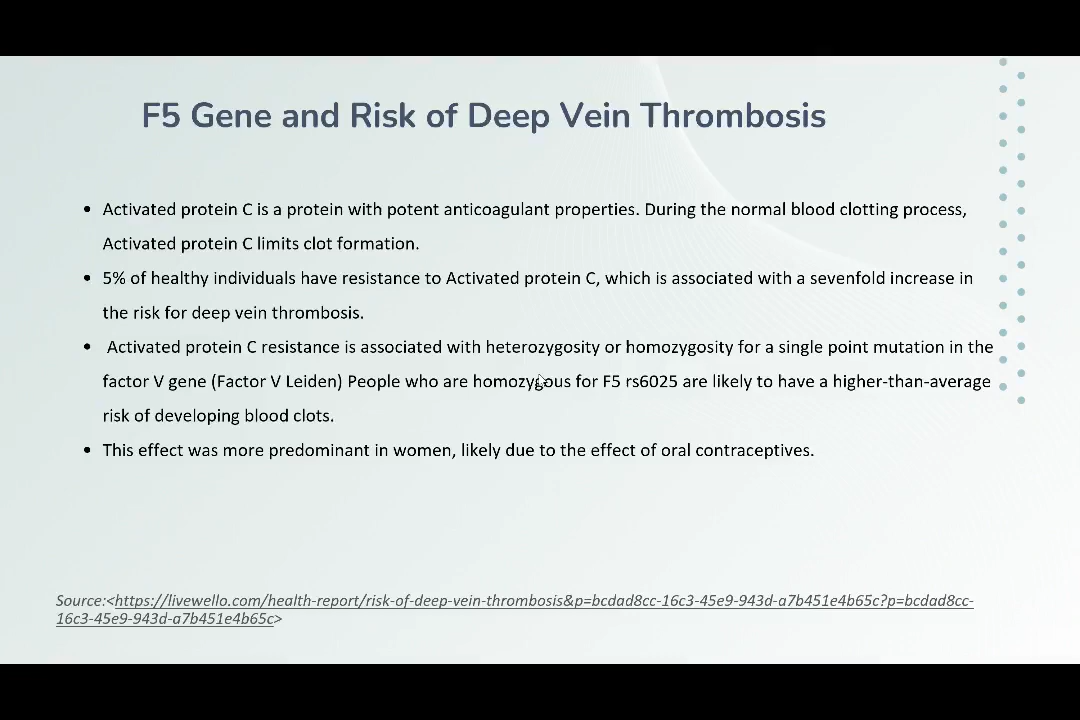 F5 Gene and Risk of Deep Vein Thrombosis
• Activated protein C is a protein with potent anticoagulant properties. During the normal blood clotting process,
Activated protein C limits clot formation.
• 5% of healthy individuals have resistance to Activated protein C, which is associated with a sevenfold increase in
the risk for deep vein thrombosis.
• Activated protein C resistance is associated with heterozygosity or homozygosity for a single point mutation in the
factor V gene (Factor V Leiden) People who are homozygous for F5 rs6025 are likely to have a higher-than-average
risk of developing blood clots.
• This effect was more predominant in women, likely due to the effect of oral contraceptives.
Source:<https://livewello.com/health-report/risk-of-deep-vein-thrombosis&p=bcdad8cc-16c3-45e9-943d-a7b451e4b65c?p=bcdad8cc-
16c3-45e9-943d-a7b451e4b65c>